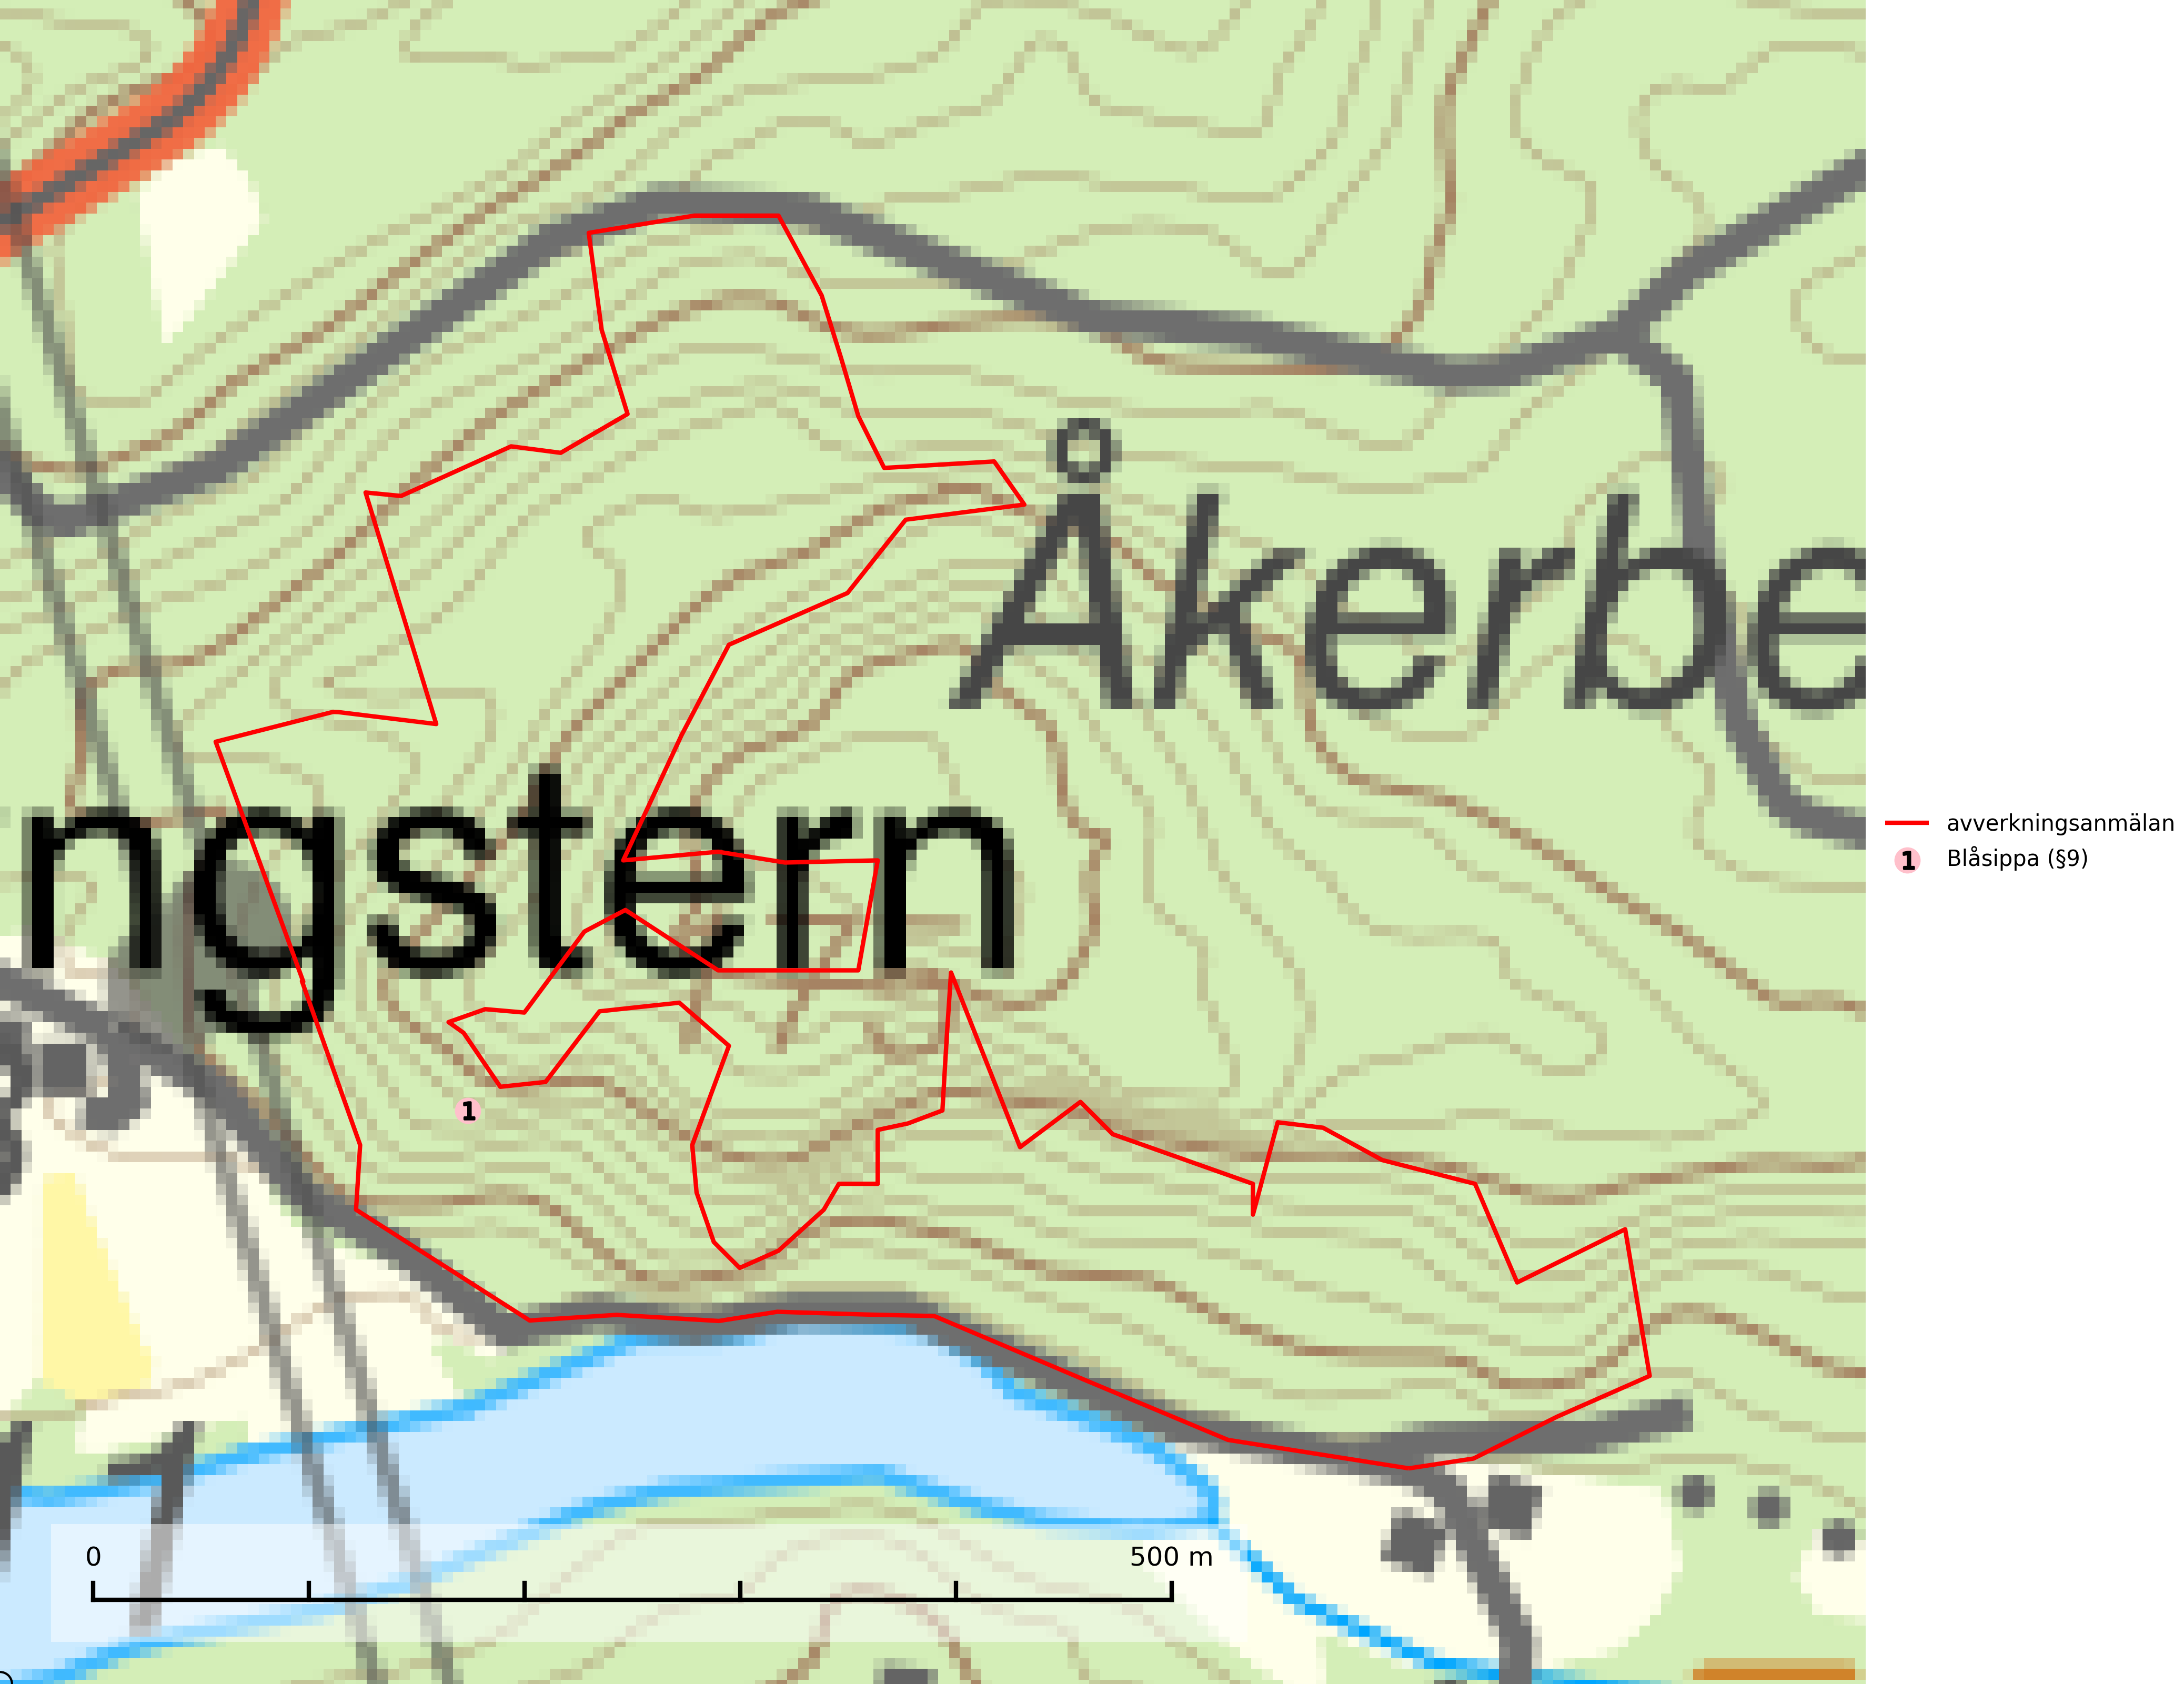 Åkerbe
ngstern
avverkningsanmälan
1 Blåsippa (§9)
1
0 500 m